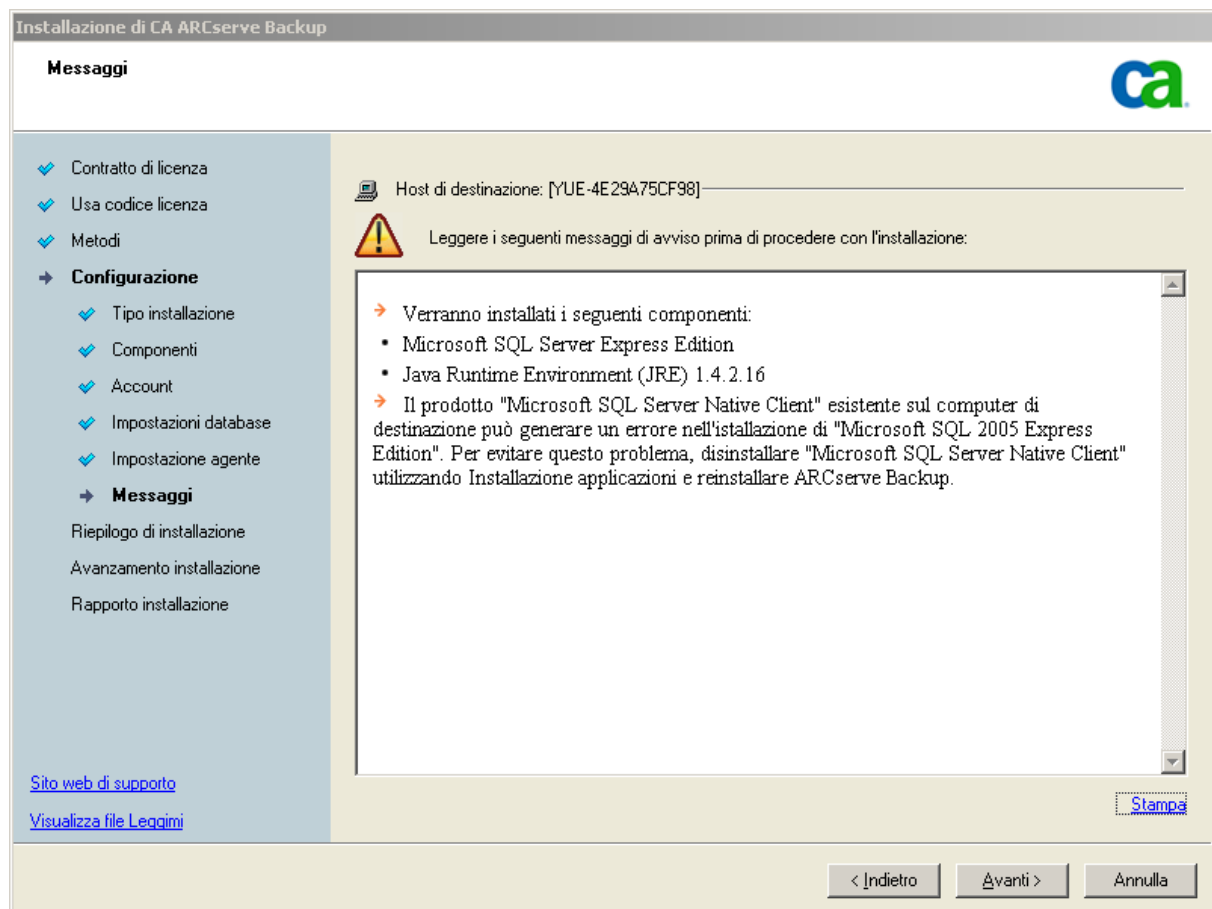 Installazione di CA ARCserve Backup
Messaggi
ca
Contratto di licenza
Usa codice licenza
Metodi
Configurazione
Tipo installazione
Componenti
Account
Impostazioni database
Impostazione agente
Messaggi
Riepilogo di installazione
Avanzamento installazione
Rapporto installazione
Sito web di supporto
Visualizza file Leggimi
Host di destinazione: [YUE-4E29A75CF98]
Leggere i seguenti messaggi di avviso prima di procedere con l'installazione:
Verranno installati i seguenti componenti:
• Microsoft SQL Server Express Edition
• Java Runtime Environment (JRE) 1.4.2.16
Il prodotto "Microsoft SQL Server Native Client" esistente sul computer di
destinazione può generare un errore nell'istallazione di "Microsoft SQL 2005 Express
Edition". Per evitare questo problema, disinstallare "Microsoft SQL Server Native Client"
utilizzando Installazione applicazioni e reinstallare ARCserve Backup.
Stampa
< Indietro
Avanti >
Annulla